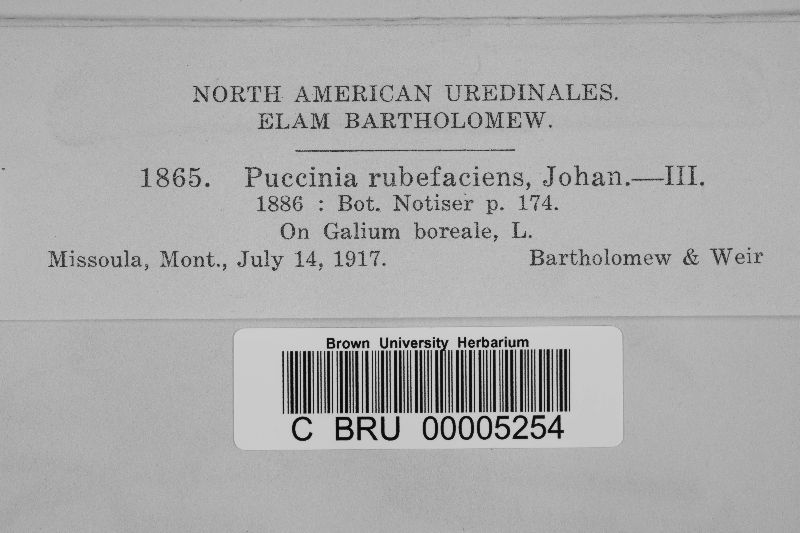 NORTH AMERICAN UREDINALES.
ELAM BARTHOLOMEW.
1865. Puccinia rubefaciens, Johan.—III.
1886 : Bot. Notiser p. 174.
On Galium boreale, L.
Missoula, Mont., July 14, 1917. Bartholomew & Weir
Brown University Herbarium
C BRU 00005254